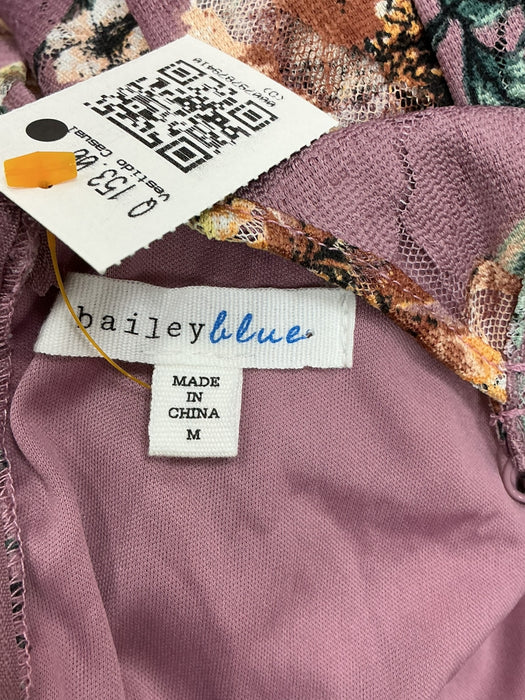 Q 153.00
Vestido Casual
baileyblue
MADE
IN
CHINA
M